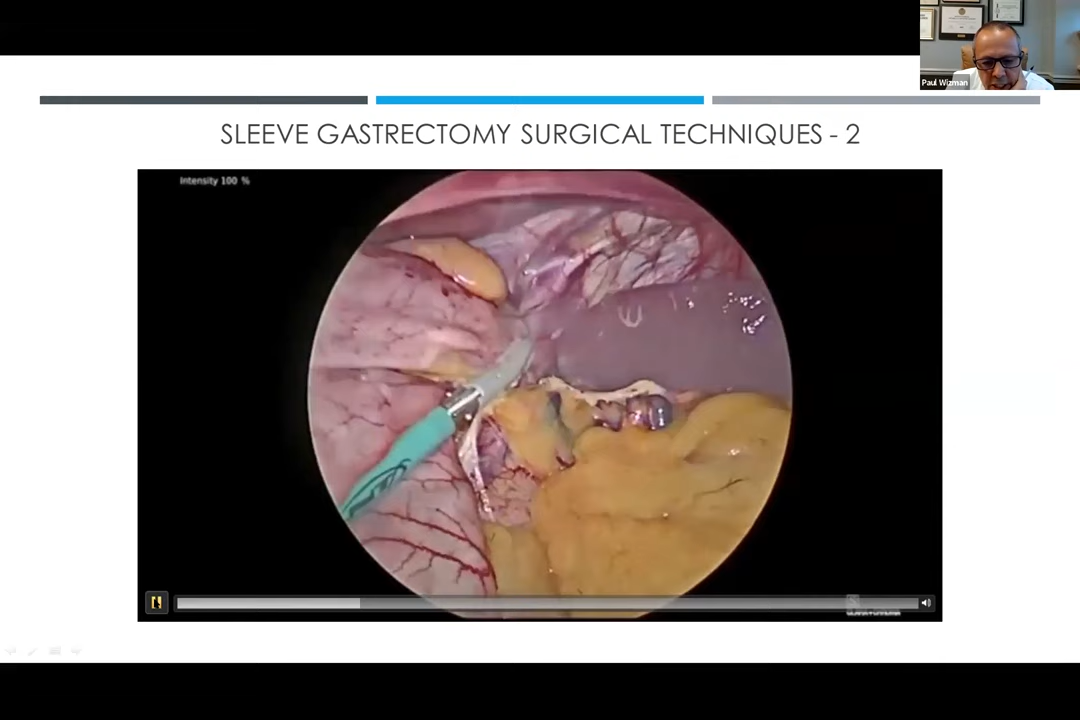 Paul Wizman
SLEEVE GASTRECTOMY SURGICAL TECHNIQUES - 2
Intensity 100 %